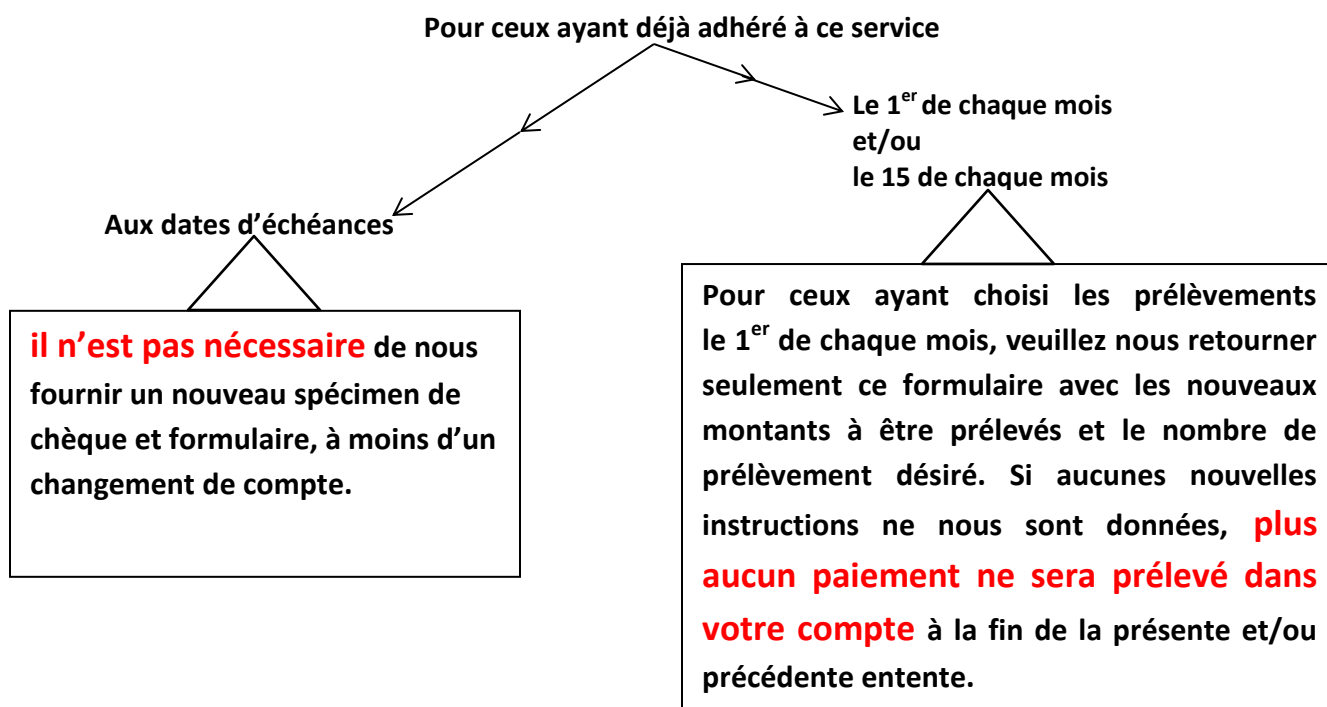 Pour ceux ayant déjà adhéré à ce service
Le 1er de chaque mois
et/ou
le 15 de chaque mois
Aux dates d’échéances
il n’est pas nécessaire de nous
fournir un nouveau spécimen de
chèque et formulaire, à moins d’un
changement de compte.
Pour ceux ayant choisi les prélèvements
le 1er de chaque mois, veuillez nous retourner
seulement ce formulaire avec les nouveaux
montants à être prélevés et le nombre de
prélèvement désiré. Si aucunes nouvelles
instructions ne nous sont données, plus
aucun paiement ne sera prélevé dans
votre compte à la fin de la présente et/ou
précédente entente.